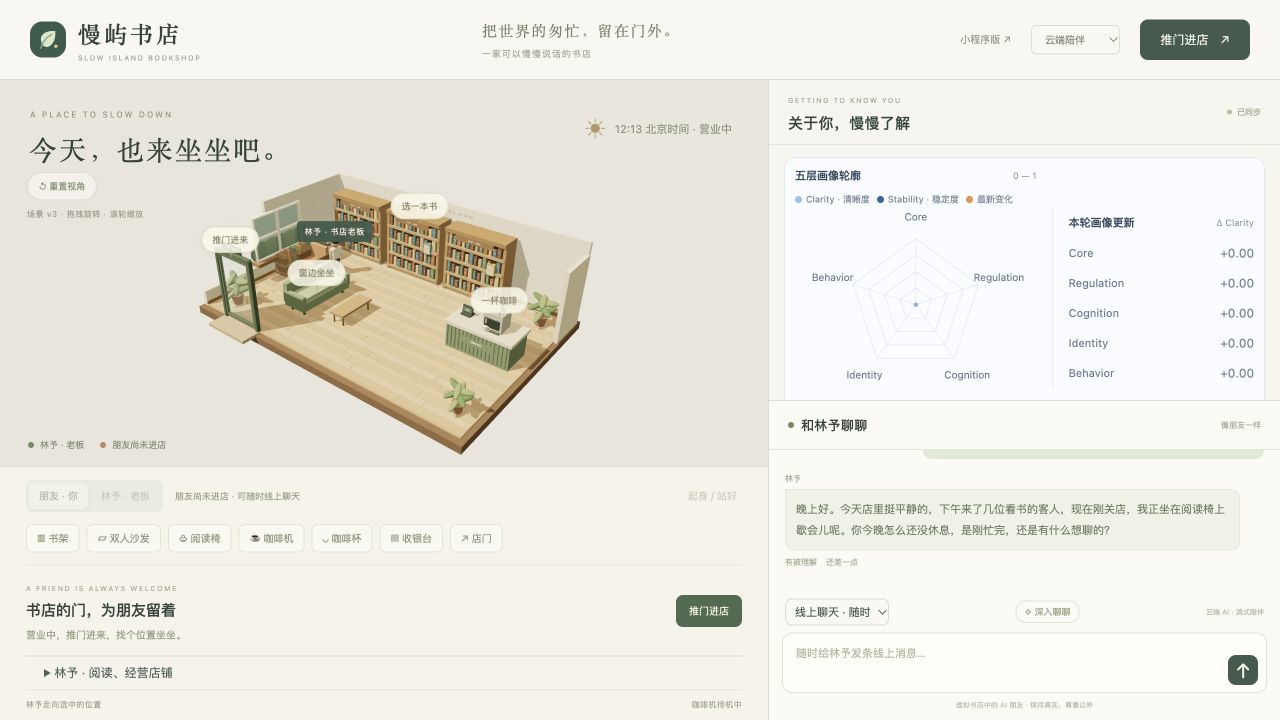 慢屿书店
SLOW ISLAND BOOKSHOP
把世界的匆忙，留在门外。
一家可以慢慢说话的书店
小程序版 ↗
云端陪伴
推门进店 ↗
A PLACE TO SLOW DOWN
今天，也来坐坐吧。
12:13 北京时间 · 营业中
重置视角
场景 v3 · 拖拽旋转 · 滚轮缩放
选一本书
林予 · 书店老板
推门进来
窗边坐坐
一杯咖啡
林予 · 老板
朋友尚未进店
朋友 · 你
林予 · 老板
朋友尚未进店 · 可随时线上聊天
起身 / 站好
书架
双人沙发
阅读椅
咖啡机
咖啡杯
收银台
店门
A FRIEND IS ALWAYS WELCOME
书店的门，为朋友留着
营业中，推门进来，找个位置坐坐。
推门进店
林予 · 阅读、经营店铺
林予走向选中的位置
咖啡机待机中
GETTING TO KNOW YOU
关于你，慢慢了解
已同步
五层画像轮廓
0 — 1
Clarity · 清晰度
Stability · 稳定度
最新变化
Core
Behavior
Regulation
Identity
Cognition
本轮画像更新
Δ Clarity
Core +0.00
Regulation +0.00
Cognition +0.00
Identity +0.00
Behavior +0.00
和林予聊聊
像朋友一样
林予
晚上好。今天店里挺平静的，下午来了几位看书的客人，现在刚关店，我正坐在阅读椅上
歇会儿呢。你今晚怎么还没休息，是刚忙完，还是有什么想聊的?
有被理解 还差一点
线上聊天 · 随时
深入聊聊
云端 AI · 流式陪伴
随时给林予发条线上消息…
虚拟书店中的 AI 朋友 · 保持真实，尊重边界